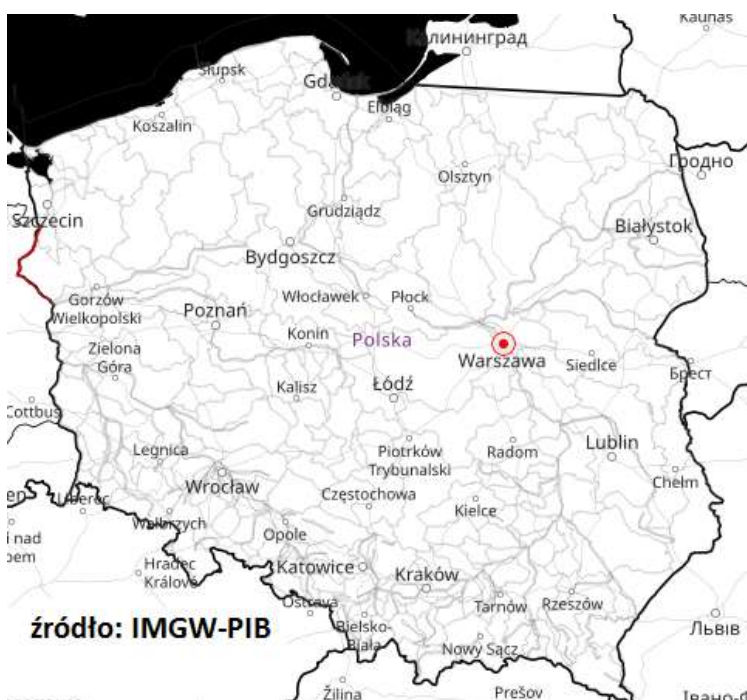 Kaunas
Калининград
Słupsk
Gdańsk
Elbląg
Koszalin
Гродно
Olsztyn
Szczecin
Grudziądz
Białystok
Bydgoszcz
Włocławek
Płock
Gorzów
Wielkopolski
Poznań
Konin
Polska
Zielona
Góra
Warszawa
Siedlce
Брест
Kalisz
Łódź
Cottbus
Legnica
Piotrków
Trybunalski
Radom
Lublin
Wrocław
Częstochowa
Chełm
Liberec
Wałbrzych
Kielce
Opole
nad
Hradec
Králové
Katowice
Kraków
Ostrava
Tarnów
Rzeszów
źródło: IMGW-PIB
Bielsko-
Biała
Nowy Sącz
Львів
Žilina
Prešov